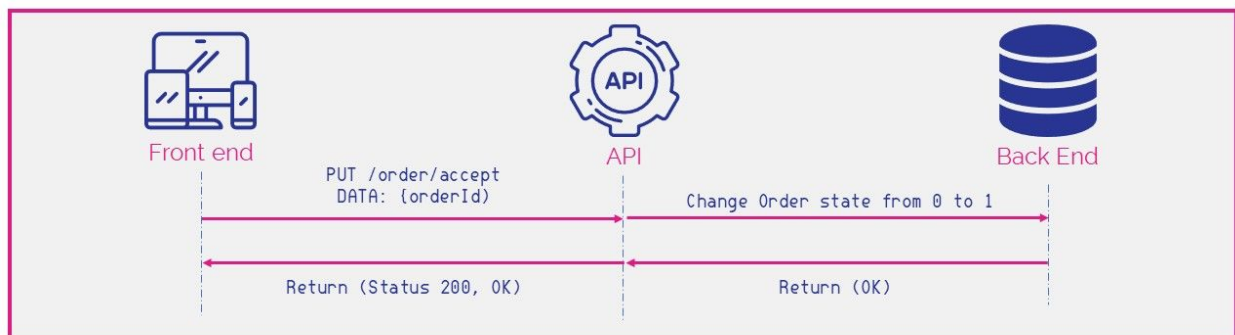 API
Front end
API
Back End
PUT /order/accept
DATA: {orderId)
Change Order state from 0 to 1
Return (Status 200, OK)
Return (OK)